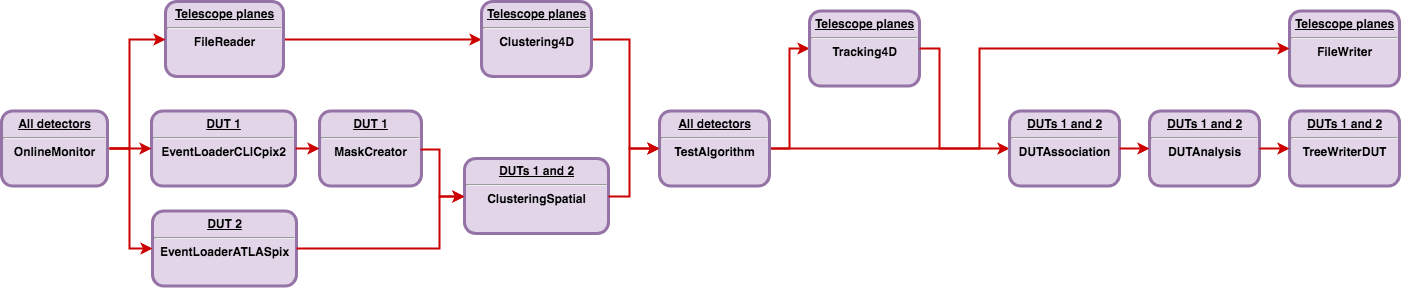 Telescope planes
FileReader
Telescope planes
Clustering4D
Telescope planes
Tracking4D
Telescope planes
FileWriter
All detectors
OnlineMonitor
DUT 1
EventLoaderCLICpix2
DUT 1
MaskCreator
DUTs 1 and 2
ClusteringSpatial
All detectors
TestAlgorithm
DUTs 1 and 2
DUTAssociation
DUTs 1 and 2
DUTAnalysis
DUTs 1 and 2
TreeWriterDUT
DUT 2
EventLoaderATLASpix